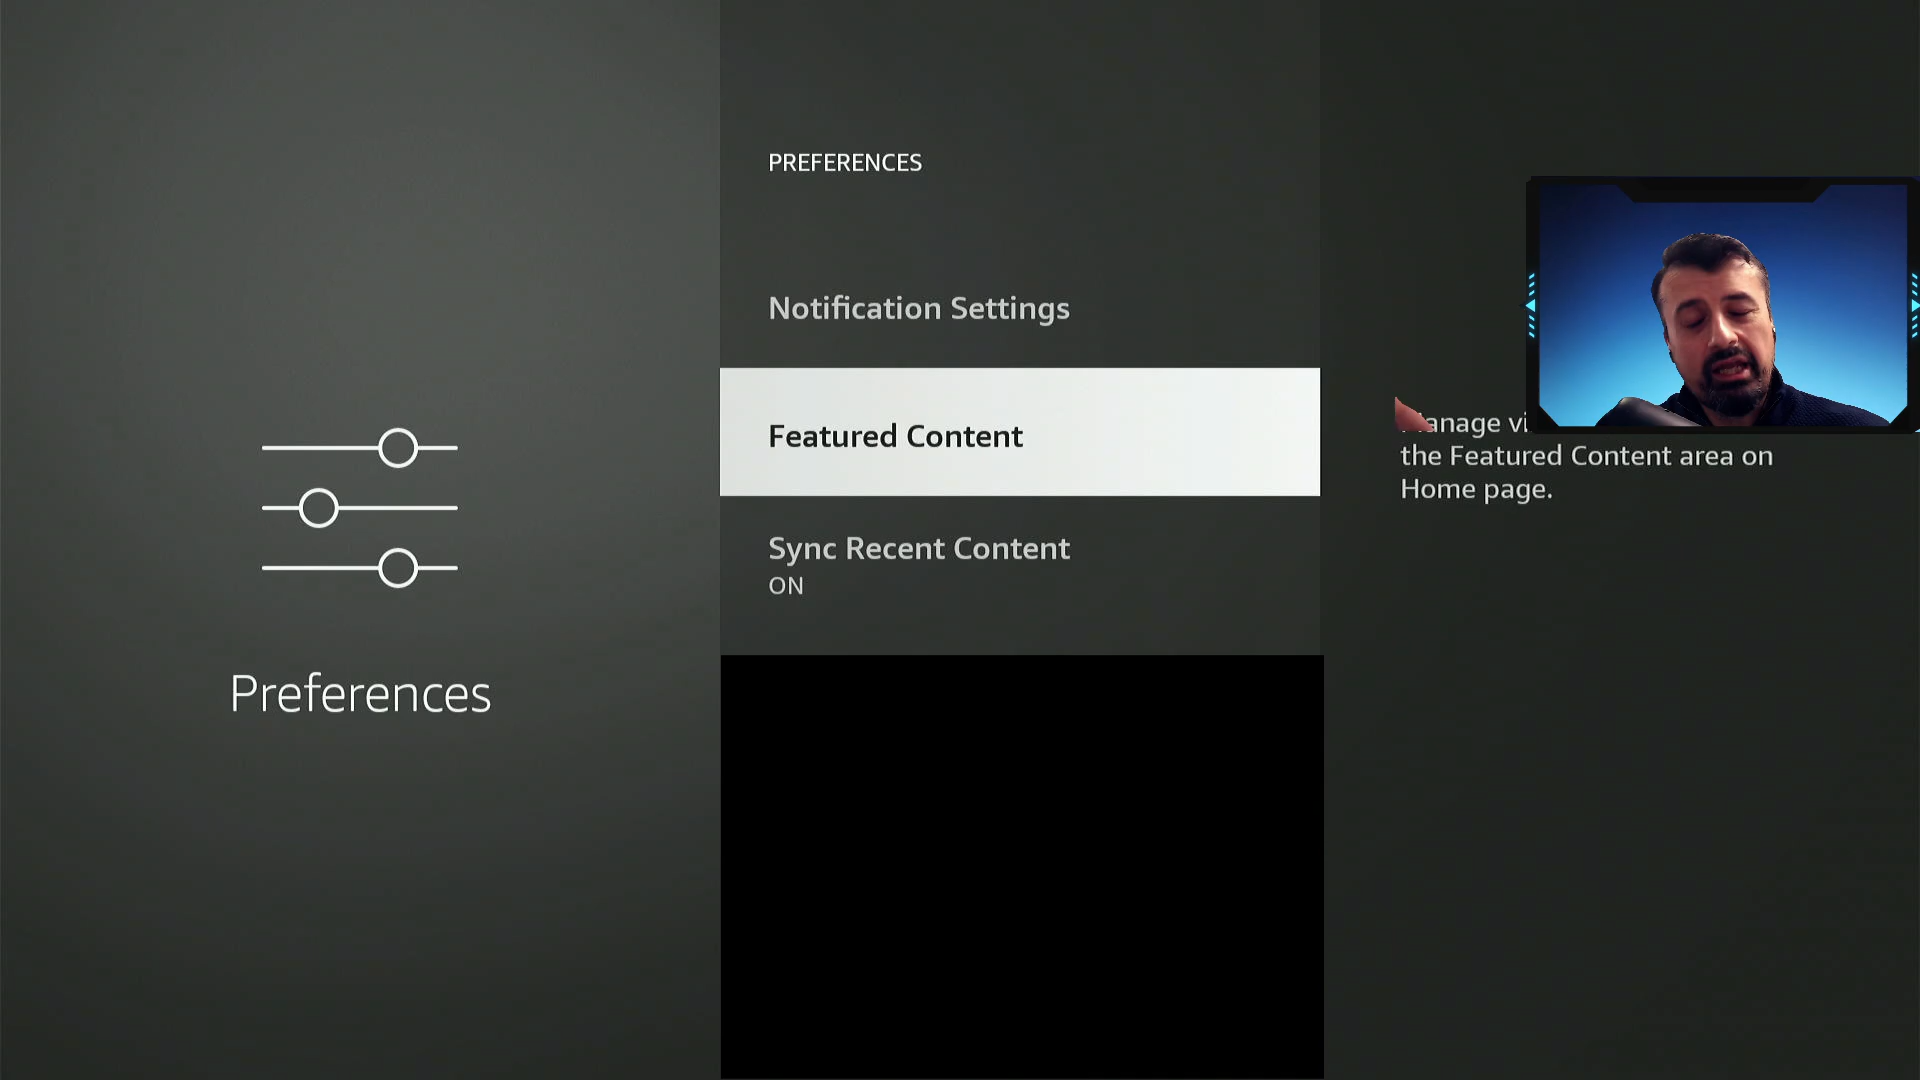 PREFERENCES
Notification Settings
Featured Content
Sync Recent Content
ON
Preferences
the Featured Content area on
Home page.